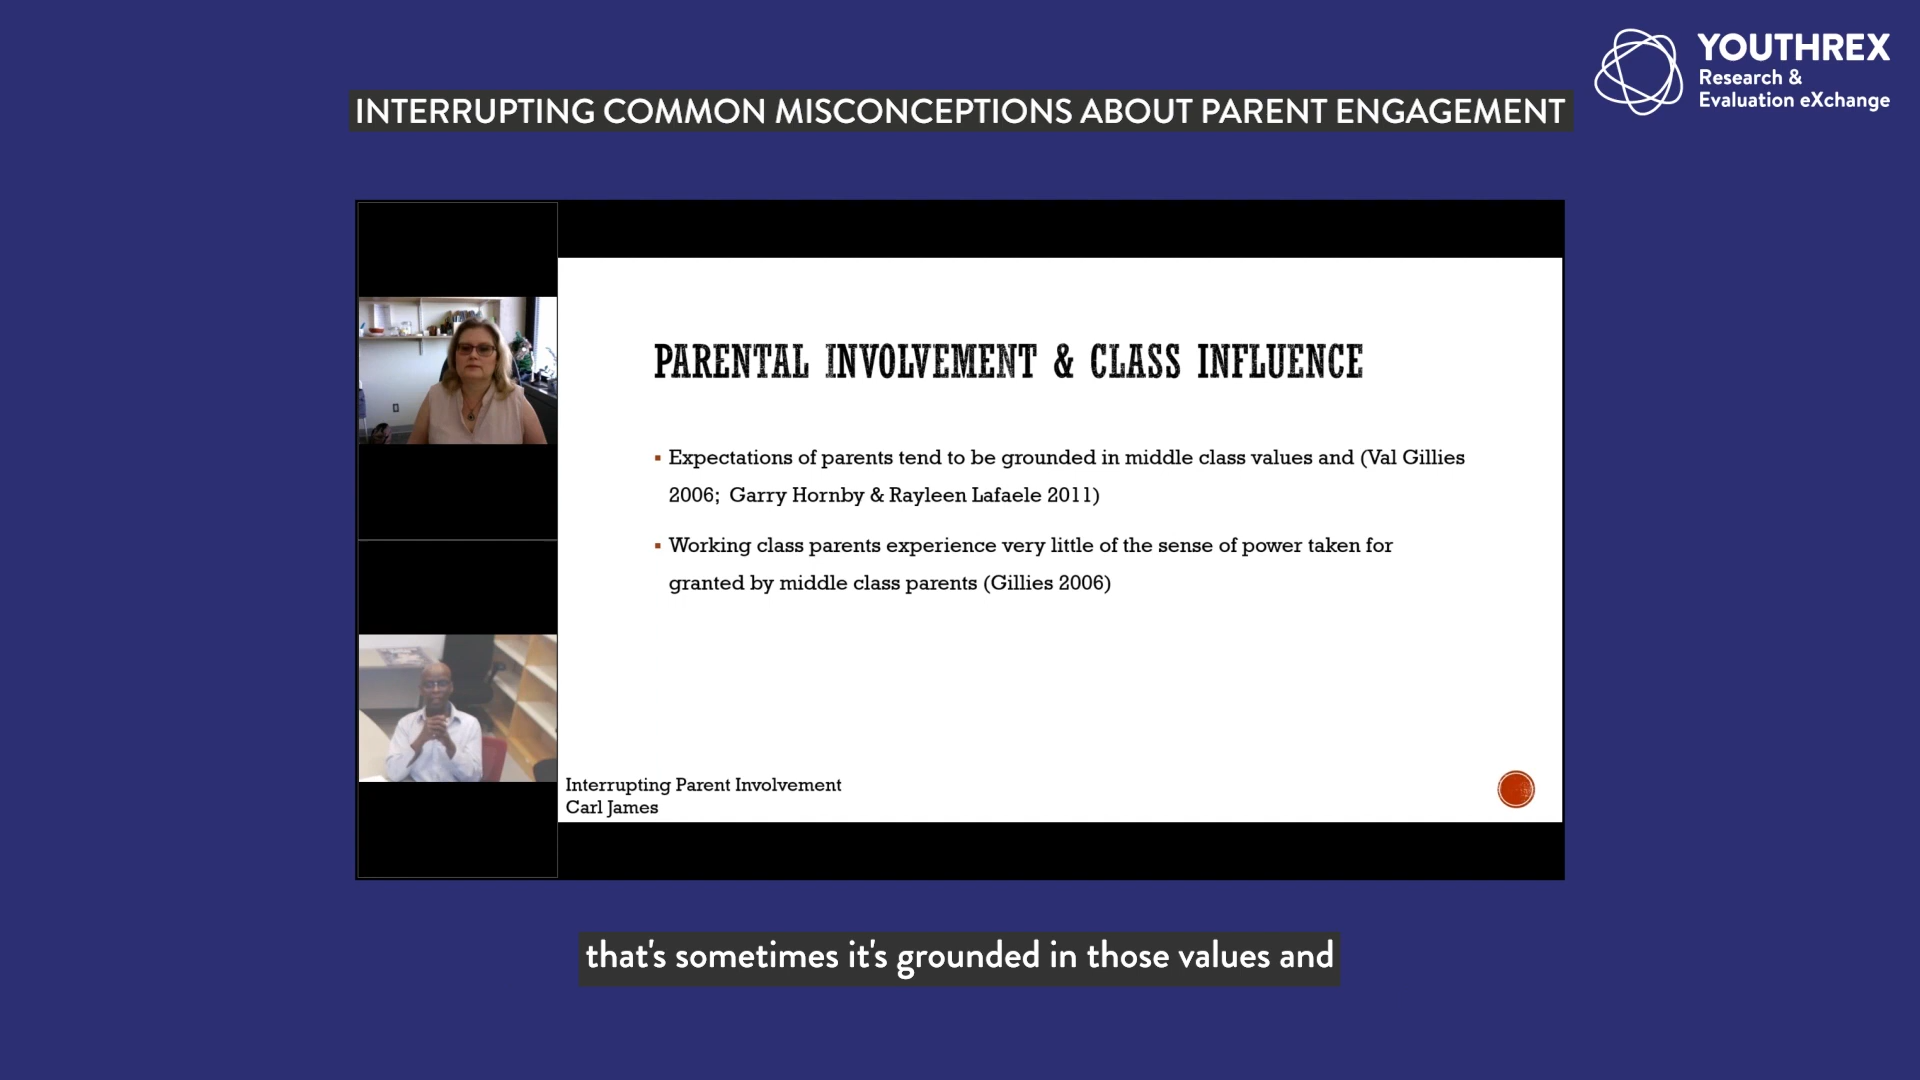 YOUTHREX
Research &
Evaluation eXchange
INTERRUPTING COMMON MISCONCEPTIONS ABOUT PARENT ENGAGEMENT
PARENTAL INVOLVEMENT & CLASS INFLUENCE
▪ Expectations of parents tend to be grounded in middle class values and (Val Gillies
2006; Garry Hornby & Rayleen Lafaele 2011)
▪ Working class parents experience very little of the sense of power taken for
granted by middle class parents (Gillies 2006)
Interrupting Parent Involvement
Carl James
that's sometimes it's grounded in those values and